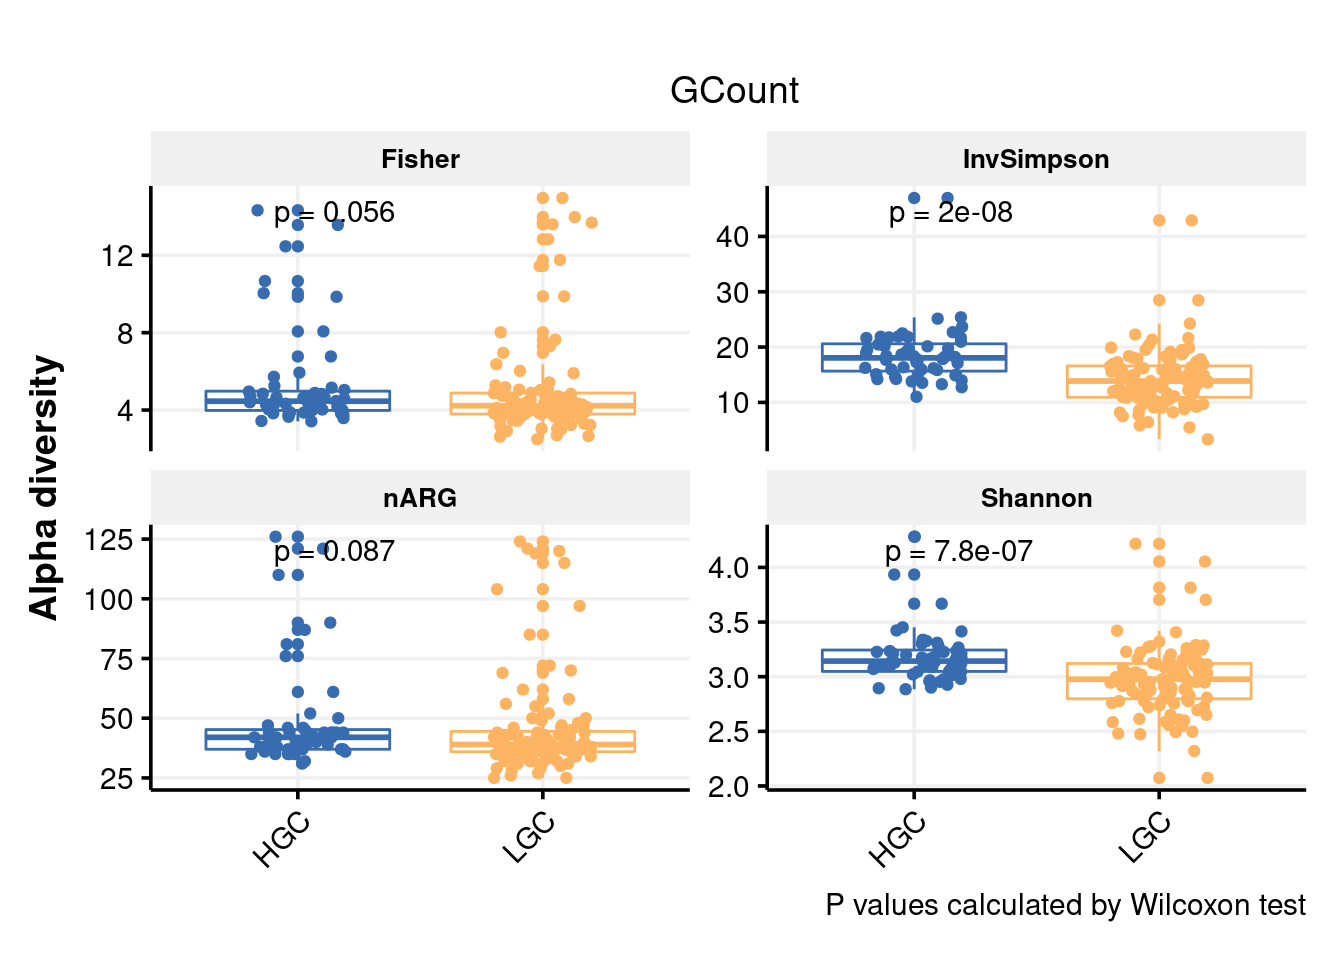 GCount
Fisher
InvSimpson
p = 0.056
p = 2e-08
12
8
4
40
30
20
10
Alpha diversity
nARG
Shannon
p = 0.087
p = 7.8e-07
125
100
75
50
25
4.0
3.5
3.0
2.5
2.0
HGC
LGC
HGC
LGC
P values calculated by Wilcoxon test